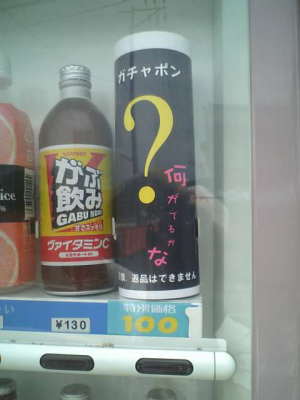 ガチャポン
?
何
が
で
る
か
な
返品はできません
がぶ
飲み
GABU NOMI
ヴァイタミンC
ice
¥130
特別価格
100